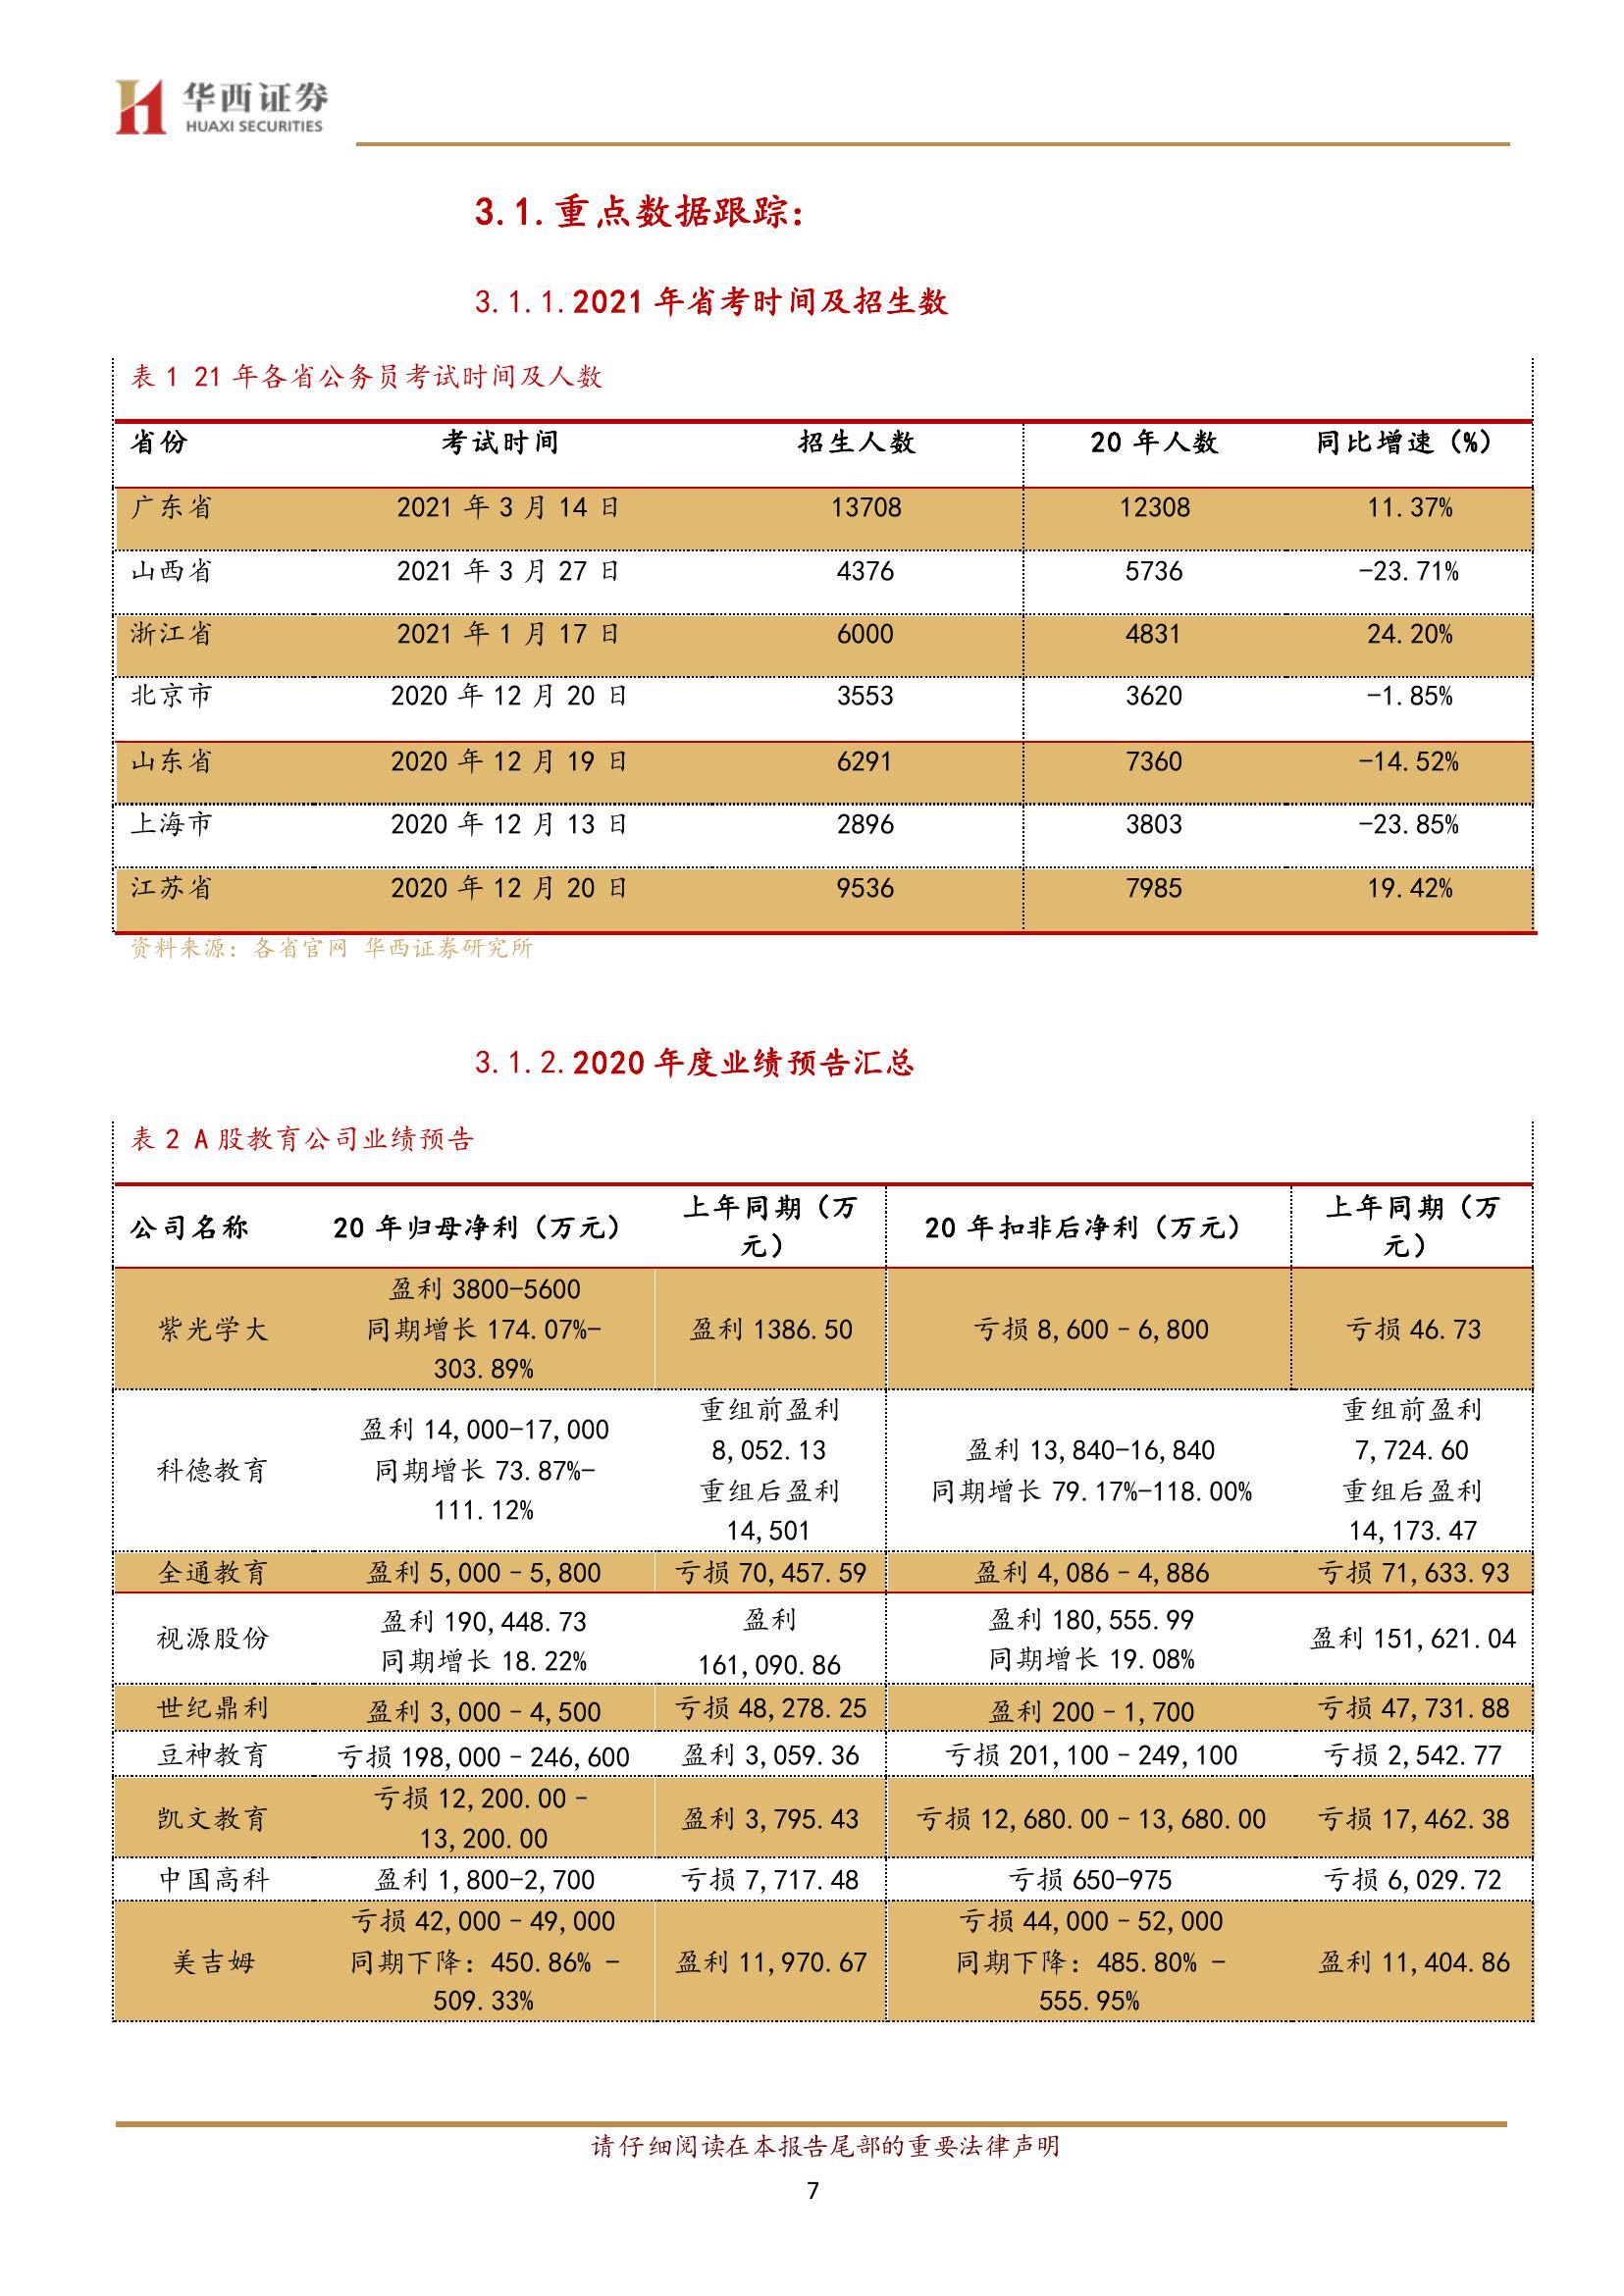 华西证券
HUAXI SECURITIES
3.1.重点数据跟踪：
3.1.1.2021 年省考时间及招生数
表 1 21 年各省公务员考试时间及人数
省份 考试时间 招生人数 20 年人数 同比增速（%）
广东省 2021 年 3 月 14 日 13708 12308 11.37%
山西省 2021 年 3 月 27 日 4376 5736 -23.71%
浙江省 2021 年 1 月 17 日 6000 4831 24.20%
北京市 2020 年 12 月 20 日 3553 3620 -1.85%
山东省 2020 年 12 月 19 日 6291 7360 -14.52%
上海市 2020 年 12 月 13 日 2896 3803 -23.85%
江苏省 2020 年 12 月 20 日 9536 7985 19.42%
资料来源：各省官网 华西证券研究所
3.1.2.2020 年度业绩预告汇总
表 2 A 股教育公司业绩预告
公司名称
20 年归母净利（万元）
上年同期（万
元）
20 年扣非后净利（万元）
上年同期（万
元）
紫光学大
盈利 3800-5600
同期增长 174.07%-
303.89%
盈利 1386.50
亏损 8,600–6,800
亏损 46.73
科德教育
盈利 14,000-17,000
同期增长 73.87%-
111.12%
重组前盈利
8,052.13
重组后盈利
14,501
盈利 13,840-16,840
同期增长 79.17%-118.00%
重组前盈利
7,724.60
重组后盈利
14,173.47
全通教育
盈利 5,000–5,800
亏损 70,457.59
盈利 4,086–4,886
亏损 71,633.93
视源股份
盈利 190,448.73
同期增长 18.22%
盈利
161,090.86
盈利 180,555.99
同期增长 19.08%
盈利 151,621.04
世纪鼎利
盈利 3,000–4,500
亏损 48,278.25
盈利 200–1,700
亏损 47,731.88
豆神教育
亏损 198,000–246,600
盈利 3,059.36
亏损 201,100–249,100
亏损 2,542.77
凯文教育
亏损 12,200.00–
13,200.00
盈利 3,795.43
亏损 12,680.00–13,680.00
亏损 17,462.38
中国高科
盈利 1,800-2,700
亏损 7,717.48
亏损 650-975
亏损 6,029.72
美吉姆
亏损 42,000–49,000
同期下降：450.86% -
509.33%
盈利 11,970.67
亏损 44,000–52,000
同期下降：485.80% -
555.95%
盈利 11,404.86
请仔细阅读在本报告尾部的重要法律声明
7